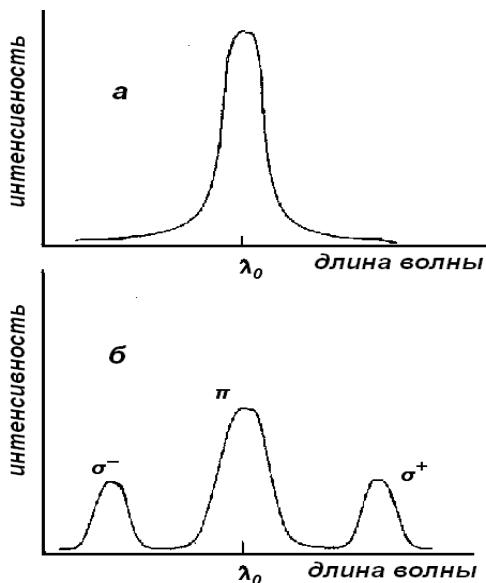 интенсивность
а
λ₀ длина волны
интенсивность
б
π
σ⁻
σ⁺
λ₀ длина волны